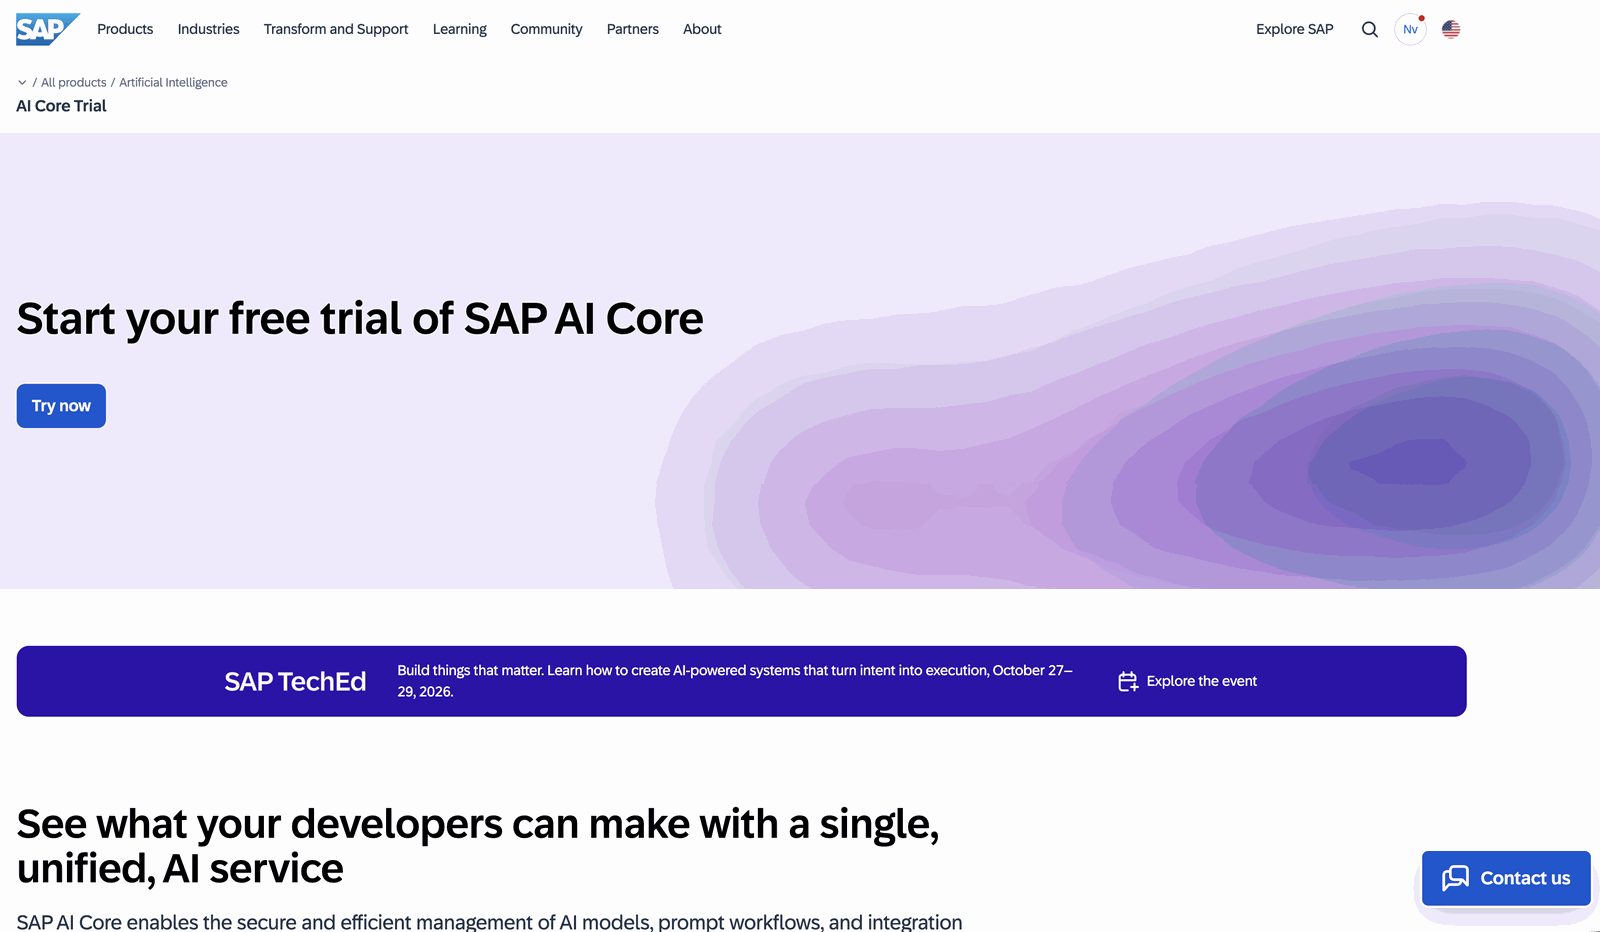 SAP
Products Industries Transform and Support Learning Community Partners About
Explore SAP
Nv
/ All products / Artificial Intelligence
AI Core Trial
Start your free trial of SAP AI Core
Try now
SAP TechEd
Build things that matter. Learn how to create AI-powered systems that turn intent into execution, October 27–
29, 2026.
Explore the event
See what your developers can make with a single,
unified, AI service
SAP AI Core enables the secure and efficient management of AI models, prompt workflows, and integration
Contact us